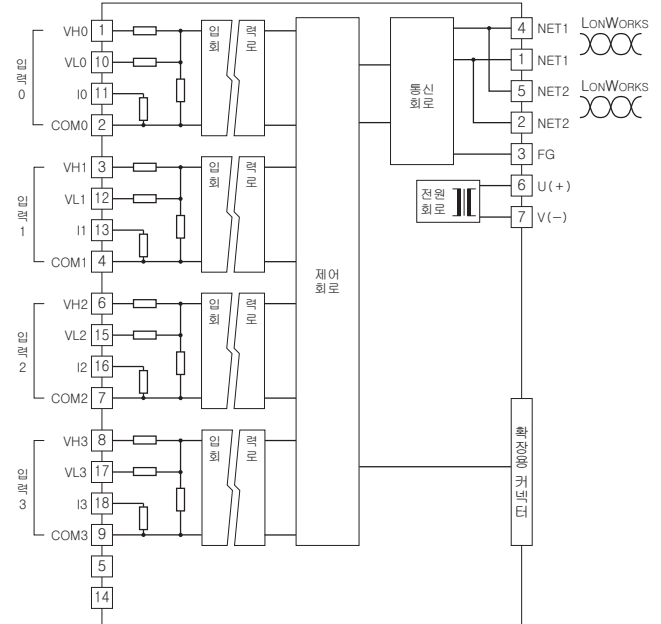 입력 0
VH0 1
VL0 10
I0 11
COM0 2
입 력
회 로
입력 1
VH1 3
VL1 12
I1 13
COM1 4
입 력
회 로
입력 2
VH2 6
VL2 15
I2 16
COM2 7
입 력
회 로
입력 3
VH3 8
VL3 17
I3 18
COM3 9
입 력
회 로
5
14
제어
회로
통신
회로
4 NET1 LONWORKS
1 NET1
5 NET2 LONWORKS
2 NET2
3 FG
전원
회로
6 U(+)
7 V(−)
확장용 커넥터